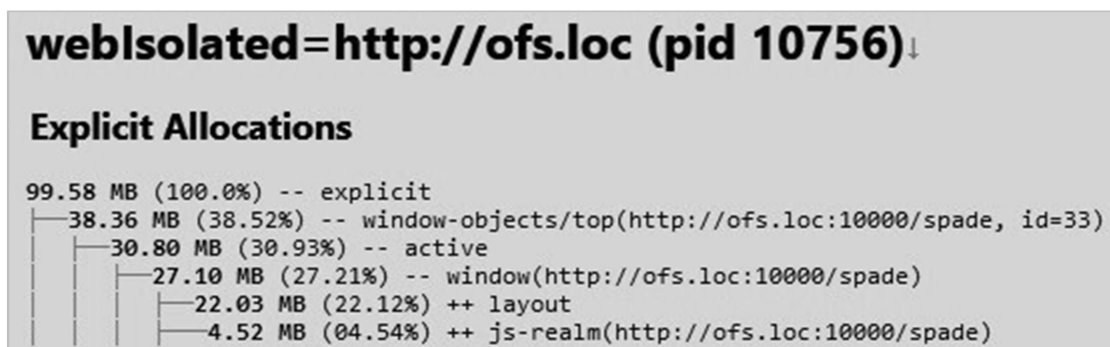 webIsolated=http://ofs.loc (pid 10756)↓
Explicit Allocations
99.58 MB (100.0%) -- explicit
├──38.36 MB (38.52%) -- window-objects/top(http://ofs.loc:10000/spade, id=33)
│  ├──30.80 MB (30.93%) -- active
│  │  ├──27.10 MB (27.21%) -- window(http://ofs.loc:10000/spade)
│  │  │  ├──22.03 MB (22.12%) ++ layout
│  │  │  ├───4.52 MB (04.54%) ++ js-realm(http://ofs.loc:10000/spade)